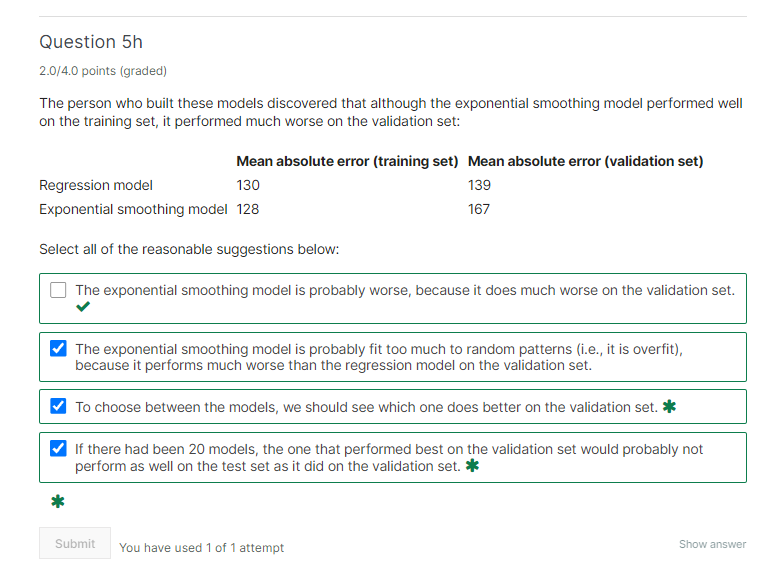 Question 5h
2.0/4.0 points (graded)
The person who built these models discovered that although the exponential smoothing model performed well
on the training set, it performed much worse on the validation set:
Mean absolute error (training set) Mean absolute error (validation set)
Regression model 130 139
Exponential smoothing model 128 167
Select all of the reasonable suggestions below:
The exponential smoothing model is probably worse, because it does much worse on the validation set.
✔
The exponential smoothing model is probably fit too much to random patterns (i.e., it is overfit),
because it performs much worse than the regression model on the validation set.
To choose between the models, we should see which one does better on the validation set. ✱
If there had been 20 models, the one that performed best on the validation set would probably not
perform as well on the test set as it did on the validation set. ✱
✱
Submit You have used 1 of 1 attempt Show answer